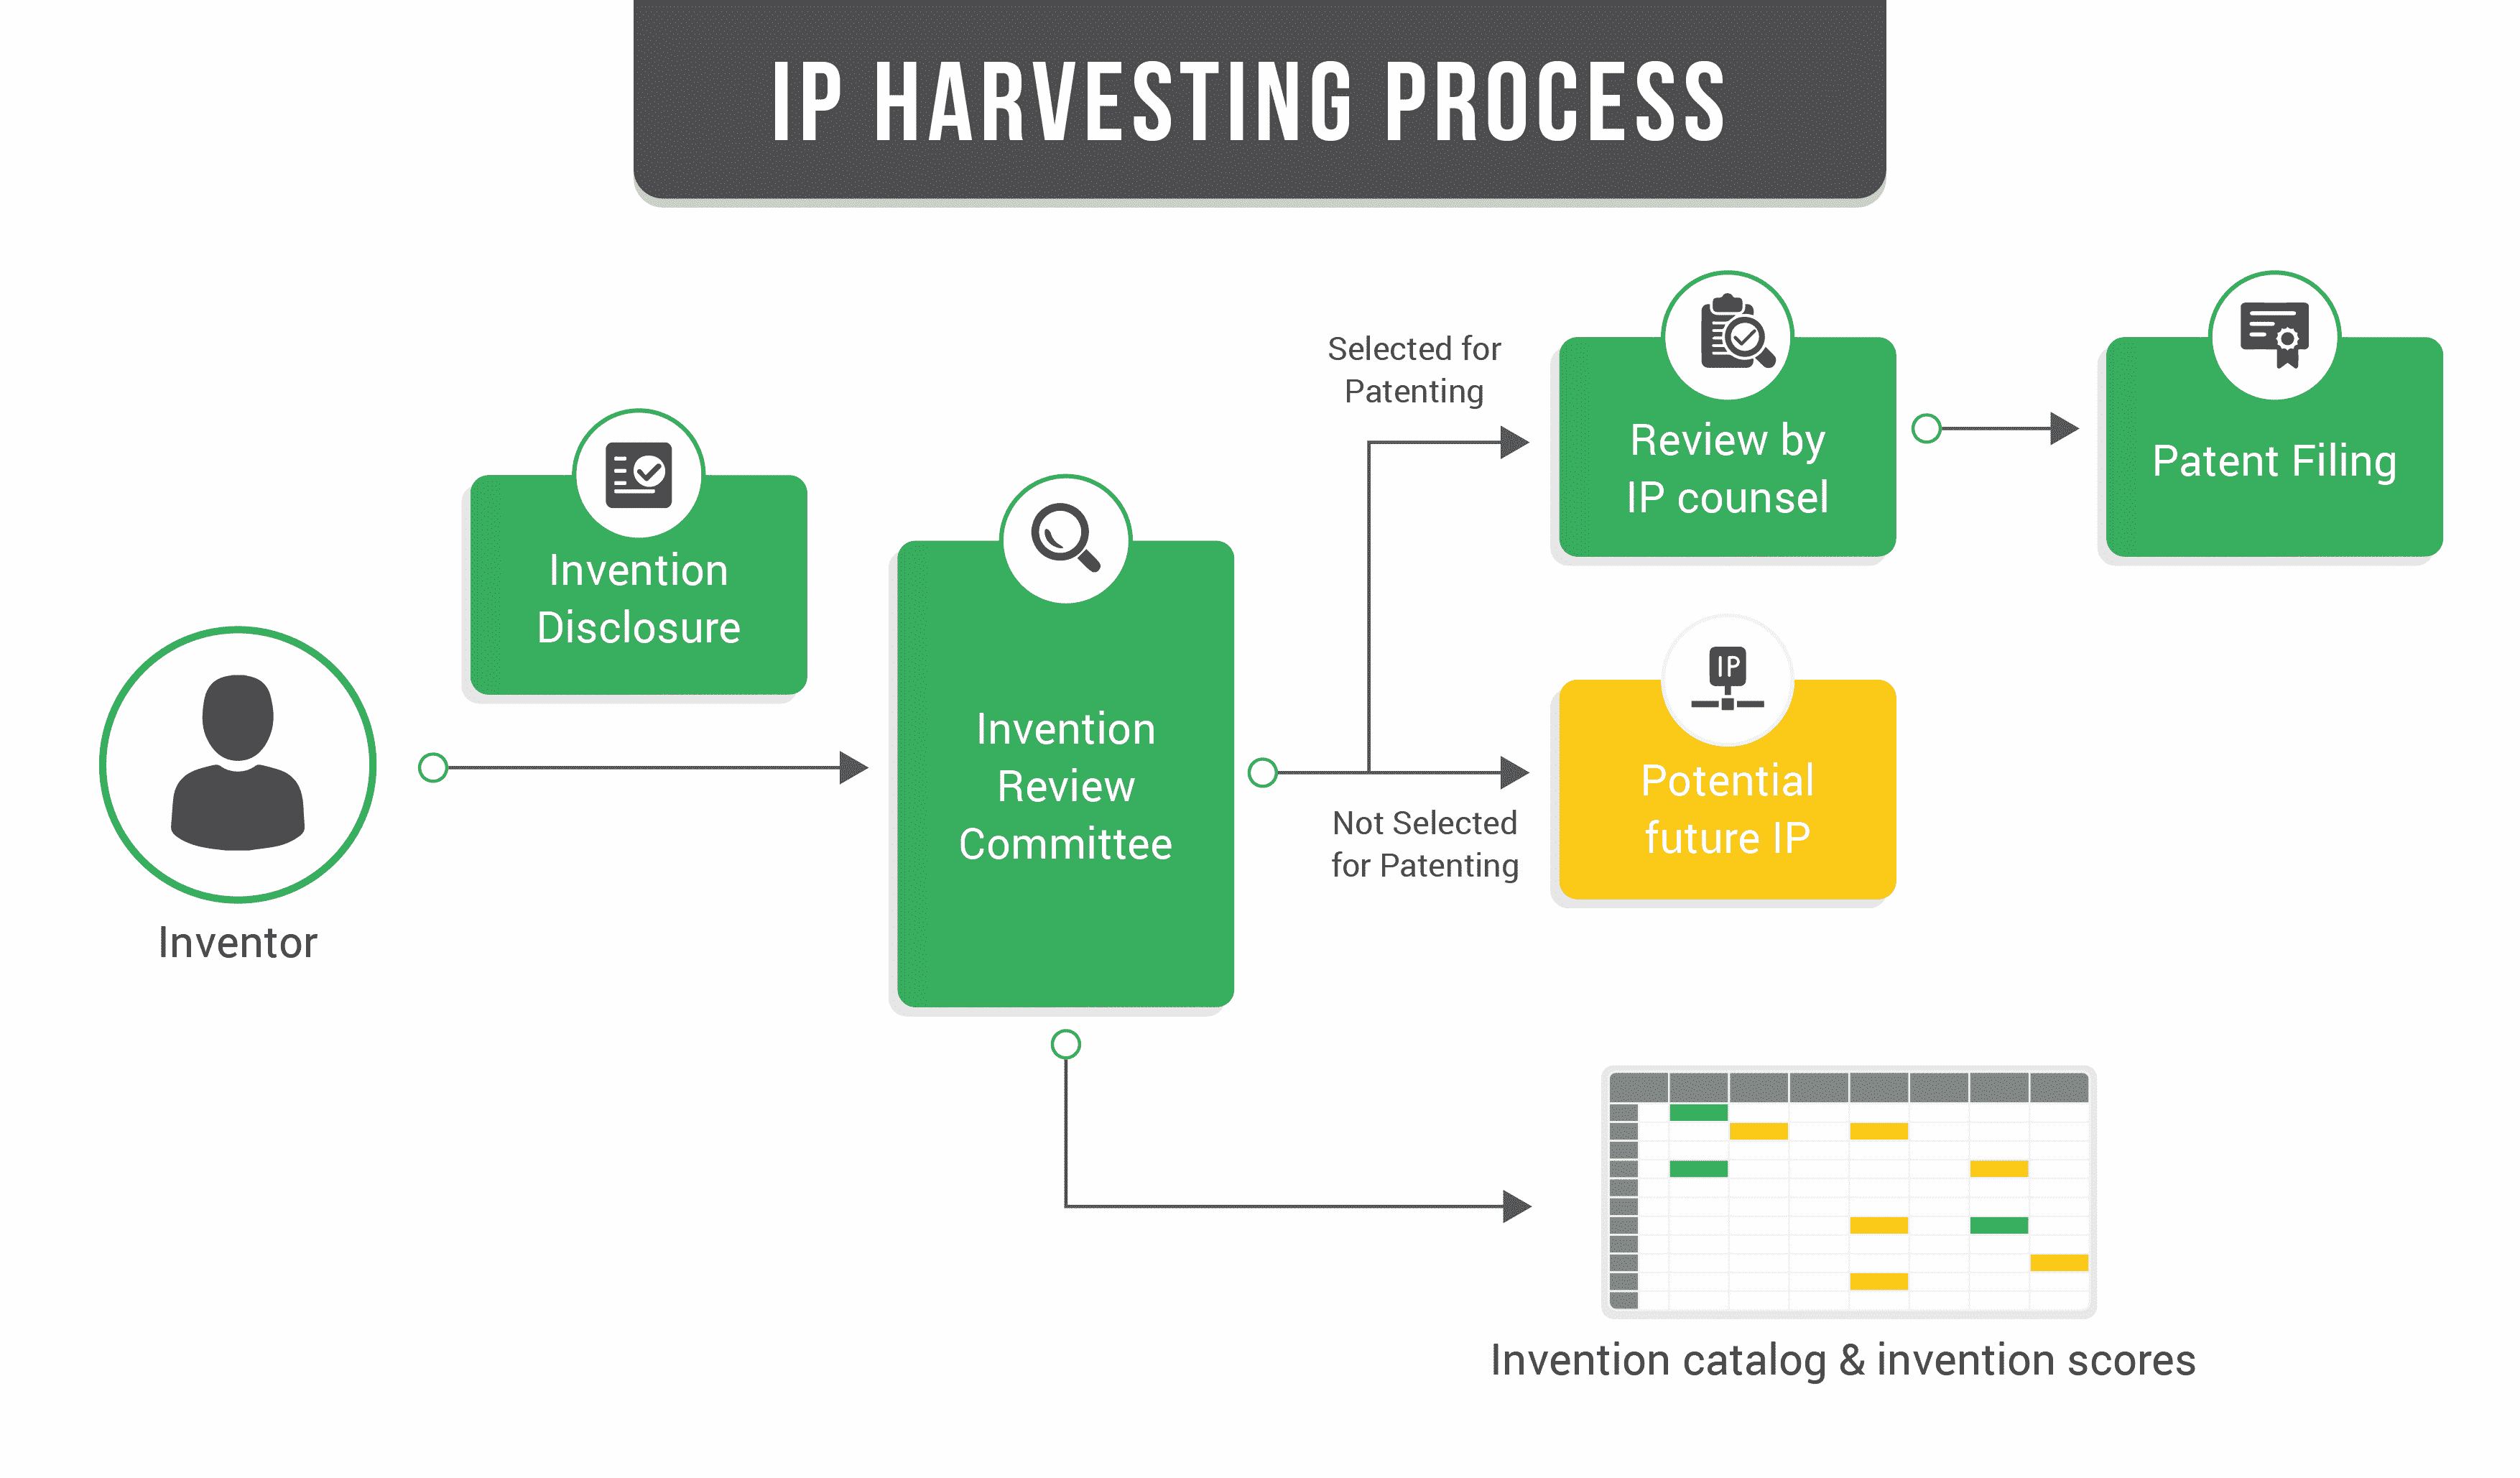 IP HARVESTING PROCESS
Inventor
Invention
Disclosure
Invention
Review
Committee
Selected for
Patenting
Review by
IP counsel
Patent Filing
Not Selected
for Patenting
IP
Potential
future IP
Invention catalog & invention scores